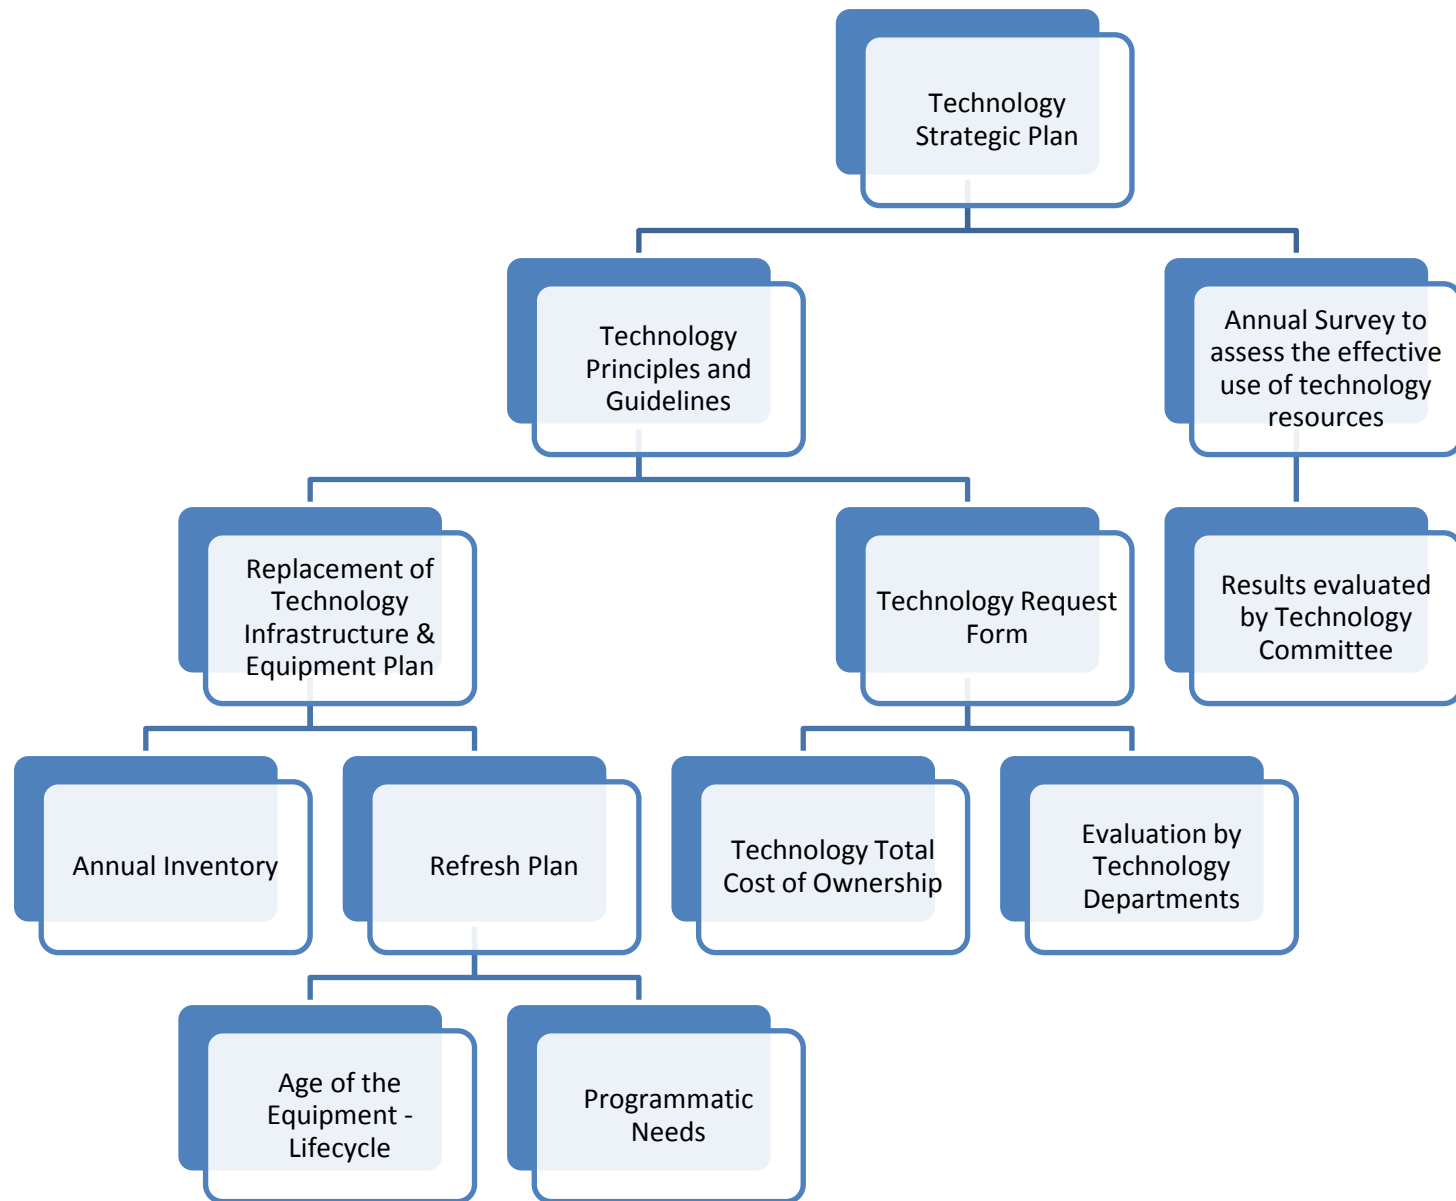 Technology
Strategic Plan
Technology
Principles and
Guidelines
Annual Survey to
assess the effective
use of technology
resources
Replacement of
Technology
Infrastructure &
Equipment Plan
Technology Request
Form
Results evaluated
by Technology
Committee
Annual Inventory
Refresh Plan
Technology Total
Cost of Ownership
Evaluation by
Technology
Departments
Age of the
Equipment -
Lifecycle
Programmatic
Needs